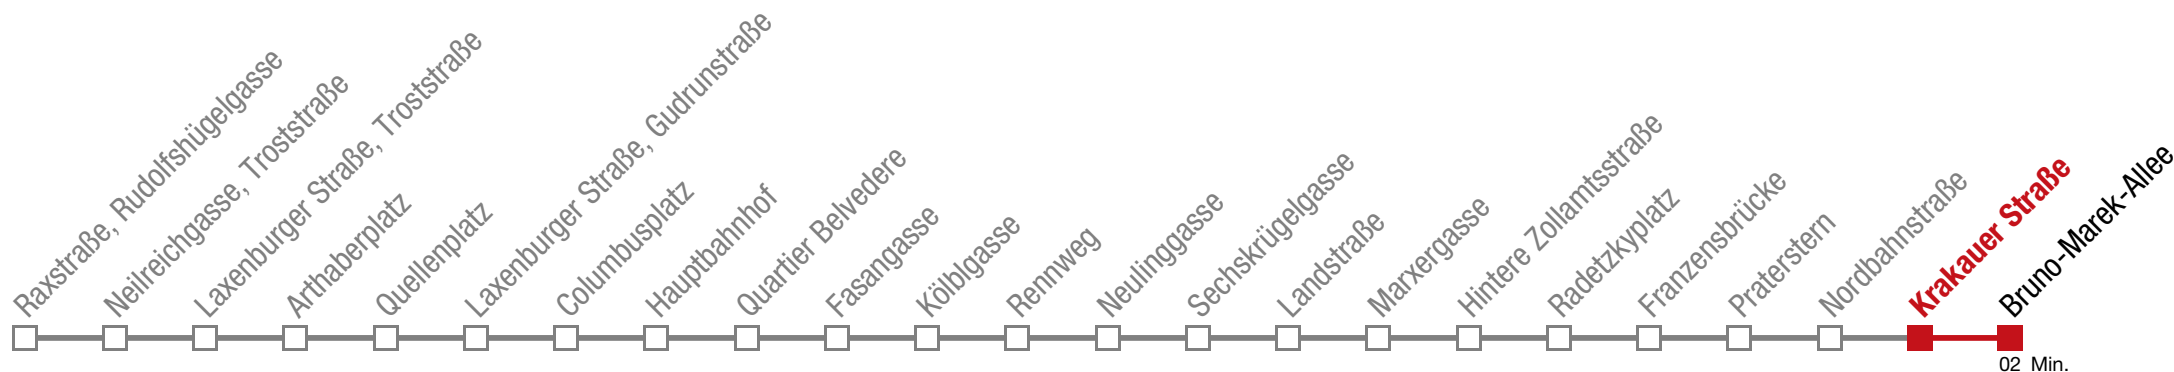 Raxstraße, Rudolfshügelgasse
Neilreichgasse, Troststraße
Laxenburger Straße, Troststraße
Arthaberplatz
Quellenplatz
Laxenburger Straße, Gudrunstraße
Columbusplatz
Hauptbahnhof
Quartier Belvedere
Fasangasse
Kölblgasse
Rennweg
Neulinggasse
Sechskrügelgasse
Landstraße
Marxergasse
Hintere Zollamtsstraße
Radetzkyplatz
Franzensbrücke
Praterstern
Nordbahnstraße
Krakauer Straße
Bruno-Marek-Allee
02 Min.